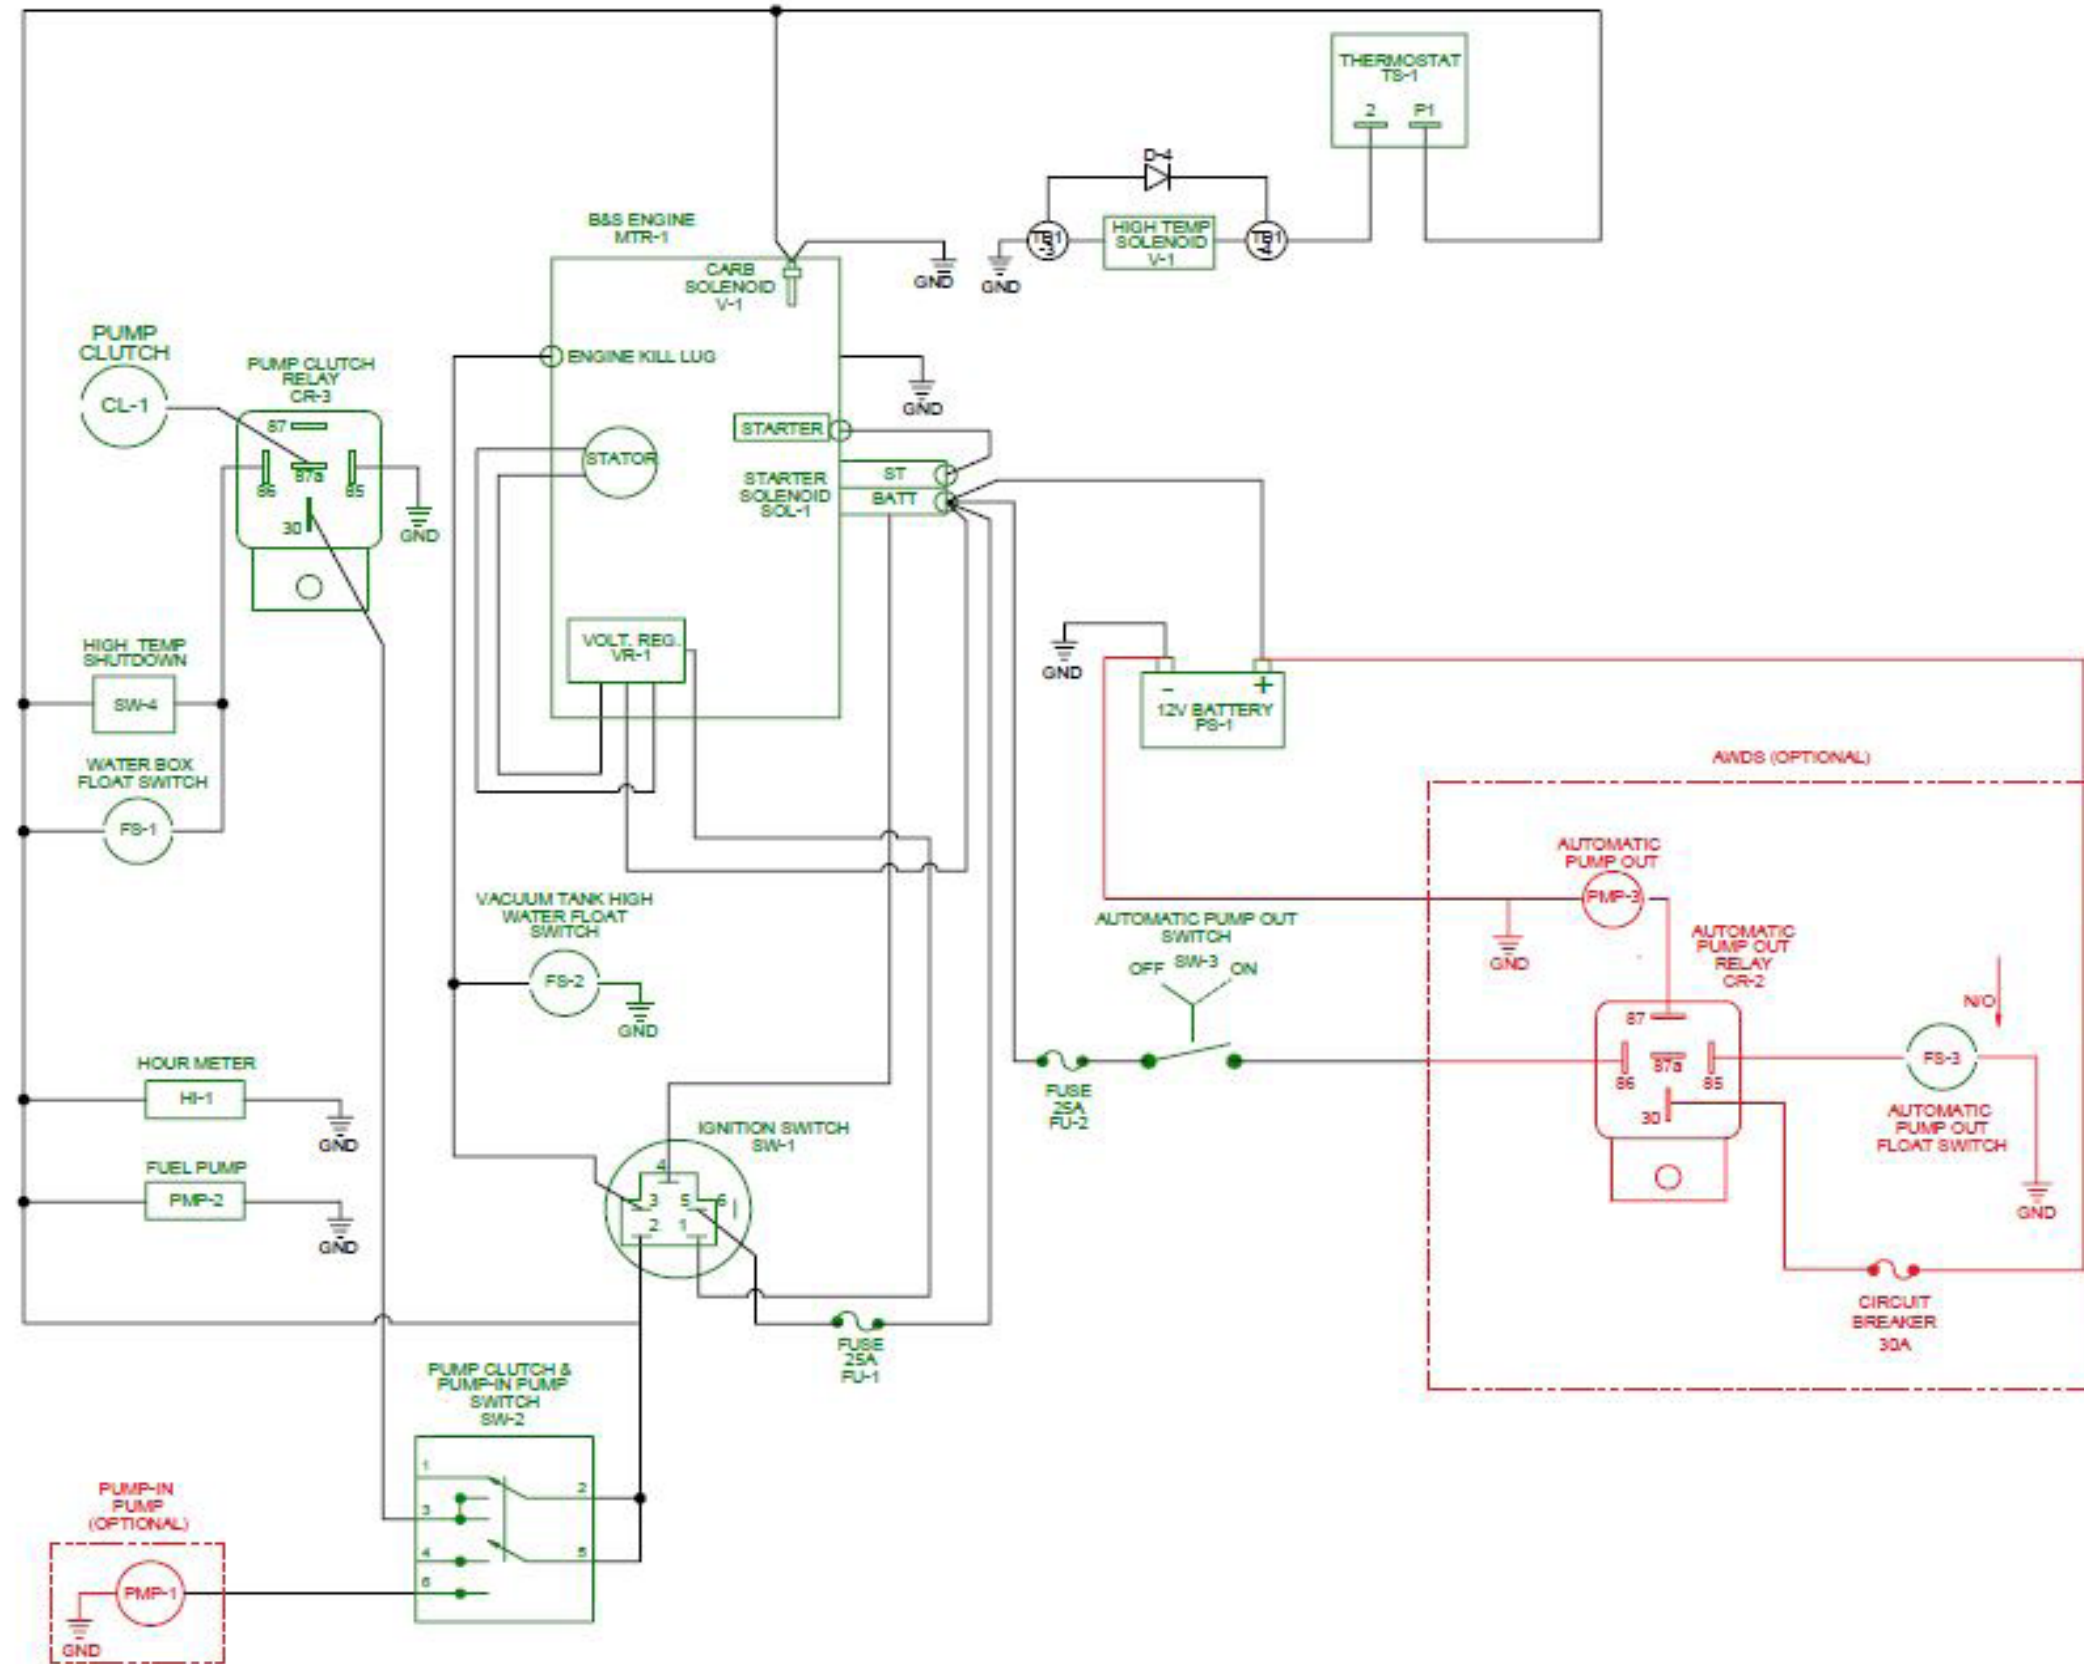 THERMOSTAT
TS-1
2 P1
D-4
B&S ENGINE
MTR-1
TB1
-3
HIGH TEMP
SOLENOID
V-1
TB1
-4
GND
GND
CARB
SOLENOID
V-1
PUMP
CLUTCH
CL-1
PUMP CLUTCH
RELAY
CR-3
87
87a
86
85
30
GND
ENGINE KILL LUG
GND
STARTER
STATOR
STARTER
SOLENOID
SOL-1
ST
BATT
VOLT. REG.
VR-1
HIGH TEMP
SHUTDOWN
SW-4
WATER BOX
FLOAT SWITCH
FS-1
GND
- +
12V BATTERY
PS-1
AWDS (OPTIONAL)
AUTOMATIC
PUMP OUT
PMP-3
GND
AUTOMATIC
PUMP OUT
RELAY
CR-2
87
87a
86
85
30
N/O
FS-3
AUTOMATIC
PUMP OUT
FLOAT SWITCH
GND
CIRCUIT
BREAKER
30A
VACUUM TANK HIGH
WATER FLOAT
SWITCH
FS-2
GND
AUTOMATIC PUMP OUT
SWITCH
OFF SW-3 ON
FUSE
25A
FU-2
HOUR METER
HI-1
GND
FUEL PUMP
PMP-2
GND
IGNITION SWITCH
SW-1
4
3 5 6
2 1
FUSE
25A
FU-1
PUMP CLUTCH &
PUMP-IN PUMP
SWITCH
SW-2
1
2
3
4
5
6
PUMP-IN
PUMP
(OPTIONAL)
PMP-1
GND